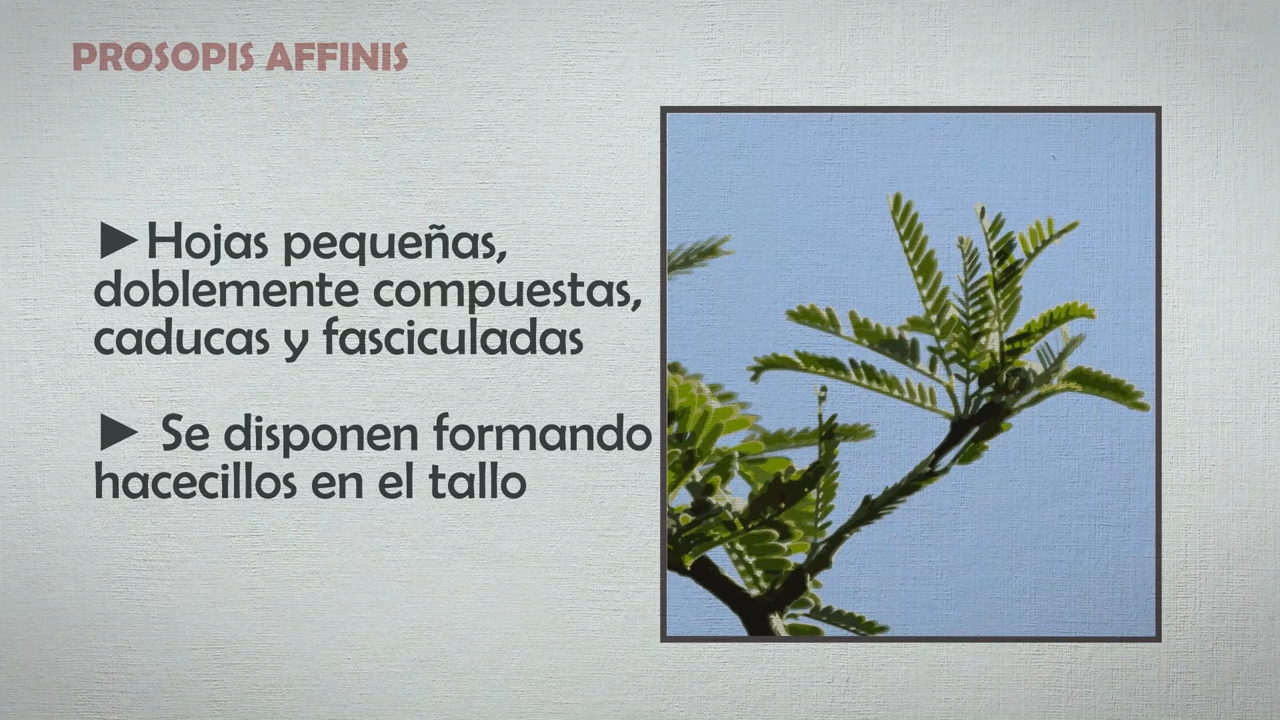 PROSOPIS AFFINIS
►Hojas pequeñas,
doblemente compuestas,
caducas y fasciculadas
► Se disponen formando
hacecillos en el tallo